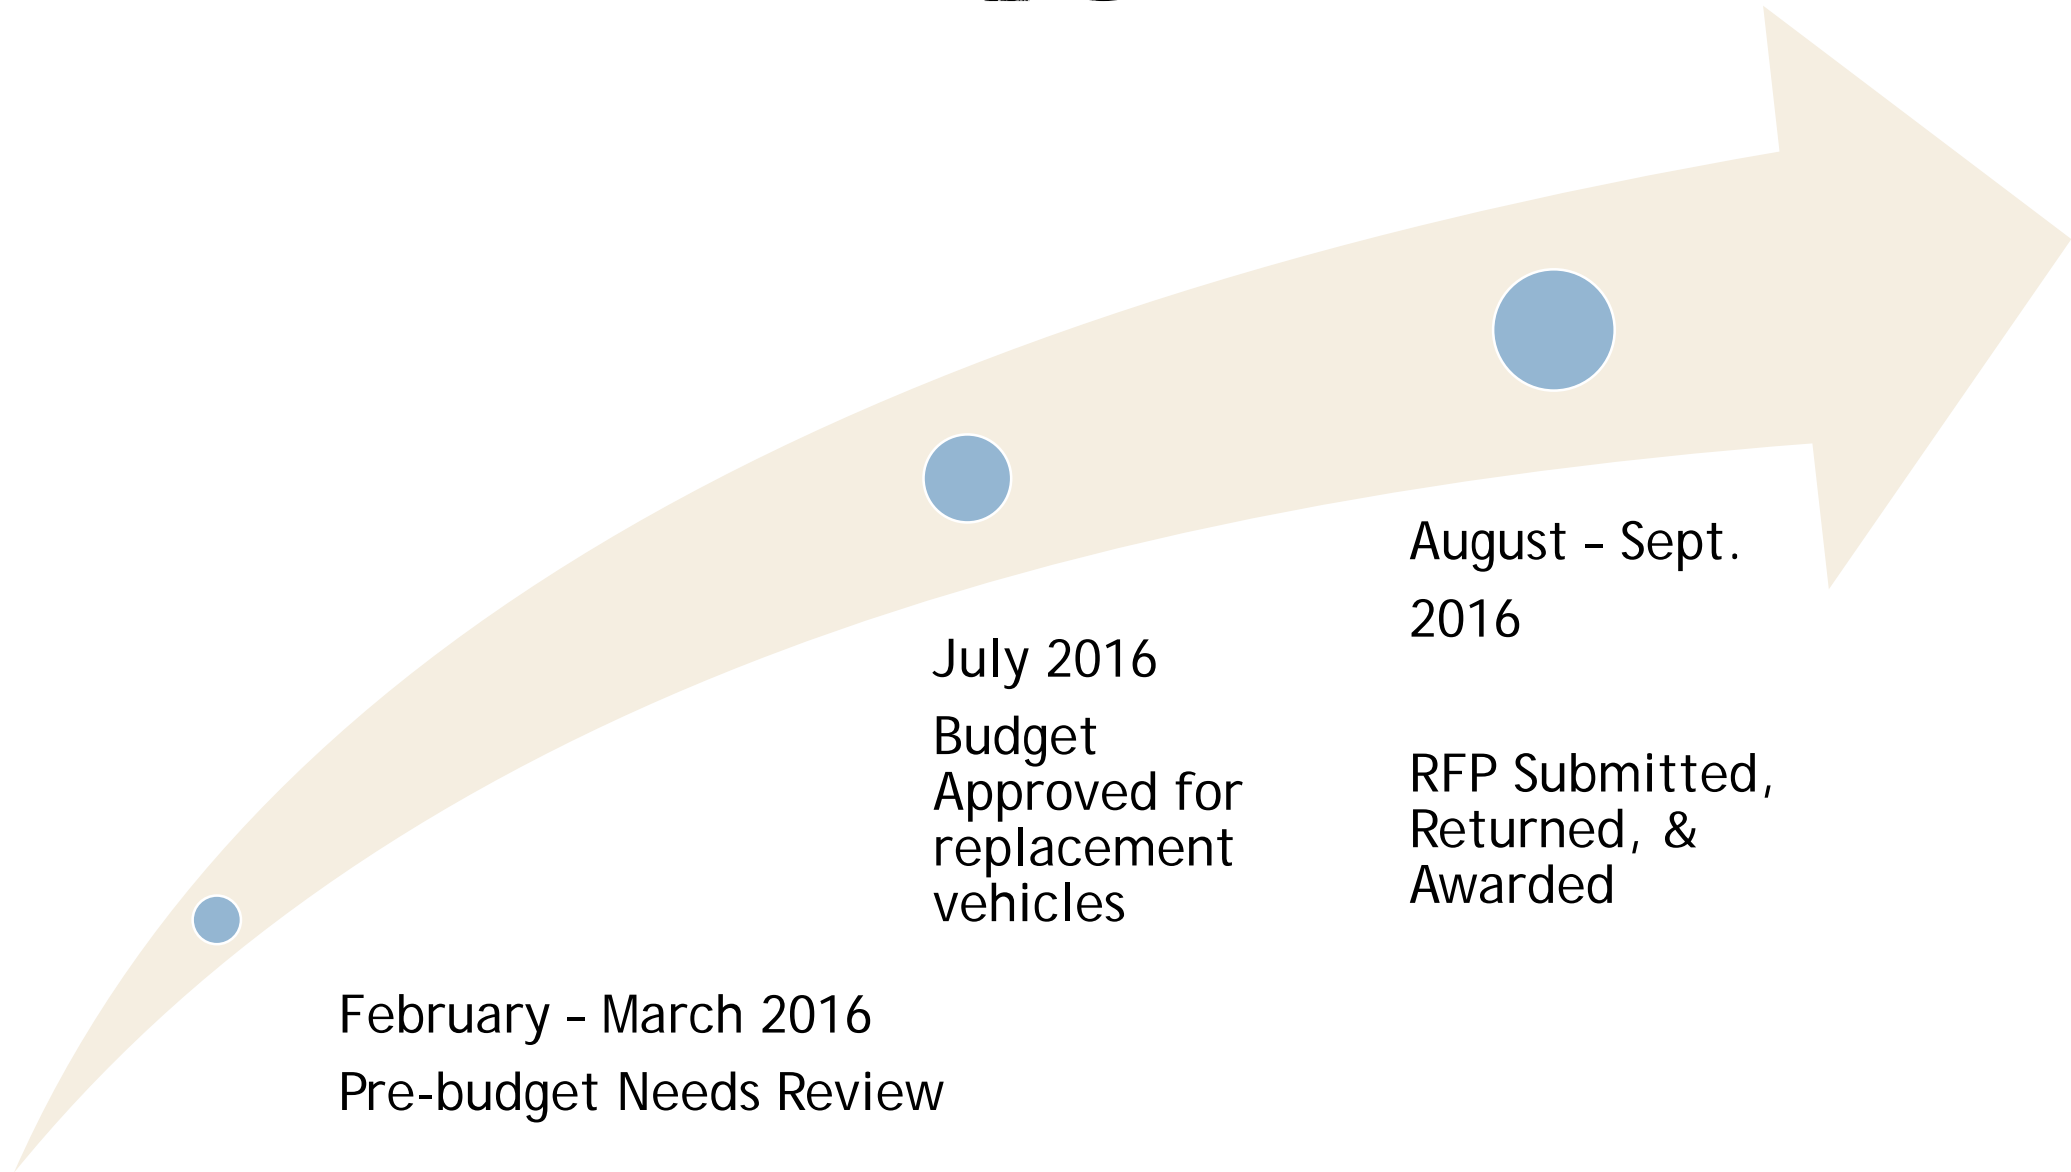 February – March 2016
Pre-budget Needs Review
July 2016
Budget
Approved for
replacement
vehicles
August – Sept.
2016
RFP Submitted,
Returned, &
Awarded